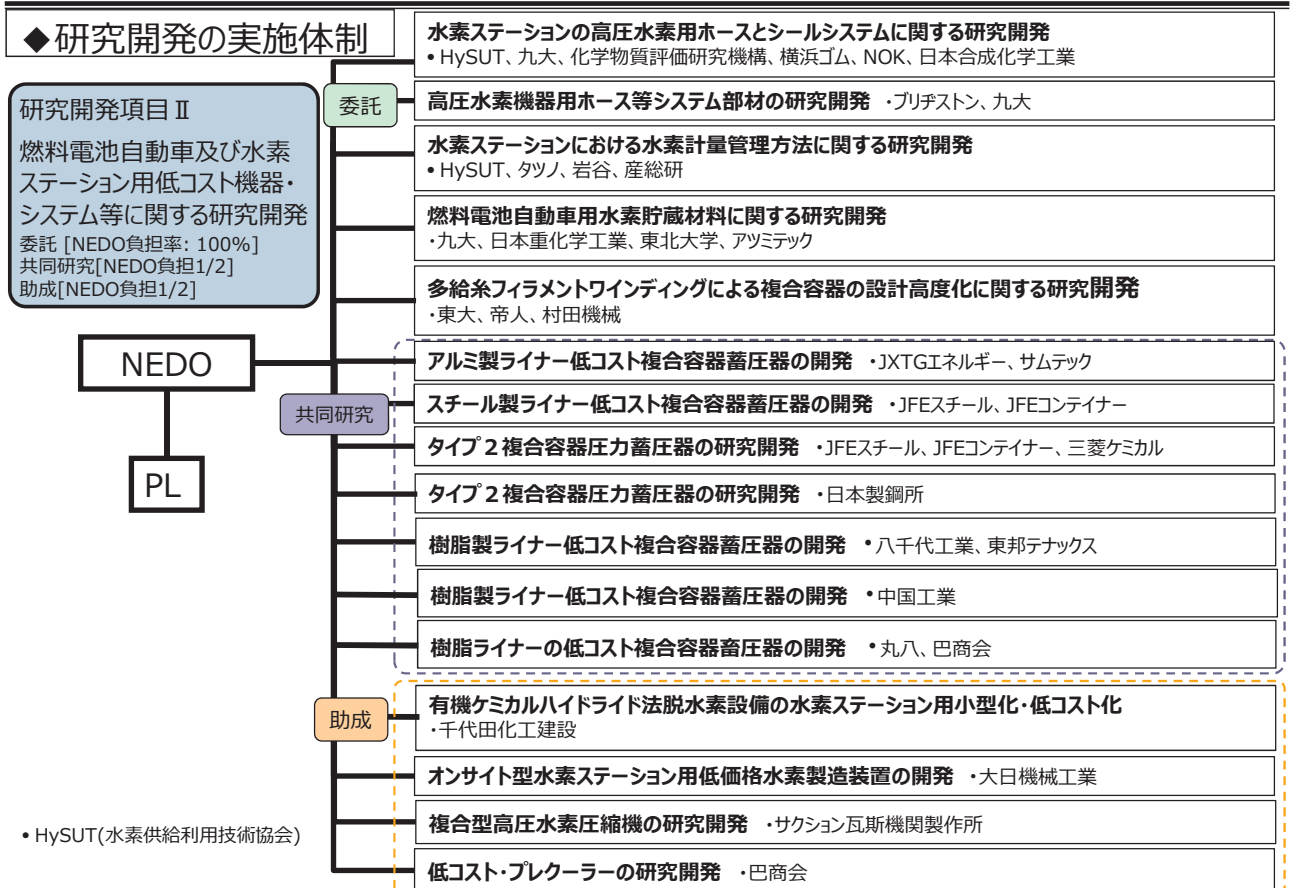 ◆研究開発の実施体制
研究開発項目Ⅱ
燃料電池自動車及び水素
ステーション用低コスト機器・
システム等に関する研究開発
委託 [NEDO負担率: 100%]
共同研究[NEDO負担1/2]
助成[NEDO負担1/2]
NEDO
PL
委託
水素ステーションの高圧水素用ホースとシールシステムに関する研究開発
• HySUT、九大、化学物質評価研究機構、横浜ゴム、NOK、日本合成化学工業
高圧水素機器用ホース等システム部材の研究開発 ・ブリヂストン、九大
水素ステーションにおける水素計量管理方法に関する研究開発
• HySUT、タツノ、岩谷、産総研
燃料電池自動車用水素貯蔵材料に関する研究開発
・九大、日本重化学工業、東北大学、アツミテック
多給糸フィラメントワインディングによる複合容器の設計高度化に関する研究開発
・東大、帝人、村田機械
共同研究
アルミ製ライナー低コスト複合容器蓄圧器の開発 ・JXTGエネルギー、サムテック
スチール製ライナー低コスト複合容器蓄圧器の開発 ・JFEスチール、JFEコンテイナー
タイプ２複合容器圧力蓄圧器の研究開発 ・JFEスチール、JFEコンテイナー、三菱ケミカル
タイプ２複合容器圧力蓄圧器の研究開発 ・日本製鋼所
樹脂製ライナー低コスト複合容器蓄圧器の開発 • 八千代工業、東邦テナックス
樹脂製ライナー低コスト複合容器蓄圧器の開発 • 中国工業
樹脂ライナーの低コスト複合容器畜圧器の開発 • 丸八、巴商会
助成
有機ケミカルハイドライド法脱水素設備の水素ステーション用小型化・低コスト化
・千代田化工建設
オンサイト型水素ステーション用低価格水素製造装置の開発 ・大日機械工業
複合型高圧水素圧縮機の研究開発 ・サクション瓦斯機関製作所
低コスト・プレクーラーの研究開発 ・巴商会
• HySUT(水素供給利用技術協会)